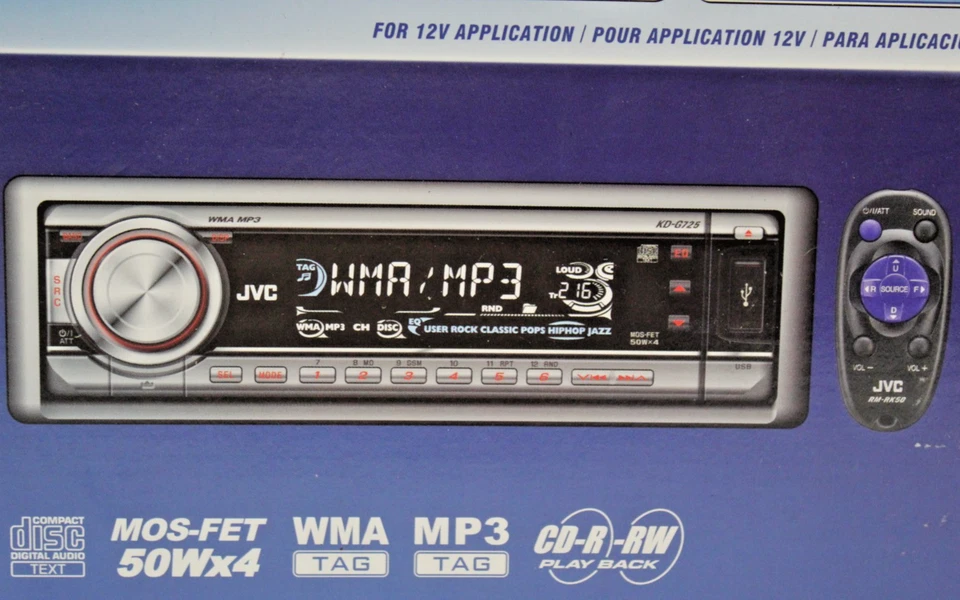 FOR 12V APPLICATION / POUR APPLICATION 12V / PARA APLICACI
WMA MP3
KD-G725
⏻/I/ATT SOUND
TAG WMA/MP3 LOUD EQ
SRC
JVC
Tr 216
RND
U
R SOURCE F
D
WMA MP3 CH DISC EQ USER ROCK CLASSIC POPS HIPHOP JAZZ
⏻/I
ATT
MOS-FET
50W×4
7 8 MO 9 SSM 10 11 RPT 12 RND
USB
SEL MODE 1 2 3 4 5 6
VOL – VOL +
JVC
RM-RK50
COMPACT
disc
DIGITAL AUDIO
TEXT
MOS-FET
50Wx4
WMA
TAG
MP3
TAG
CD-R-RW
PLAY BACK